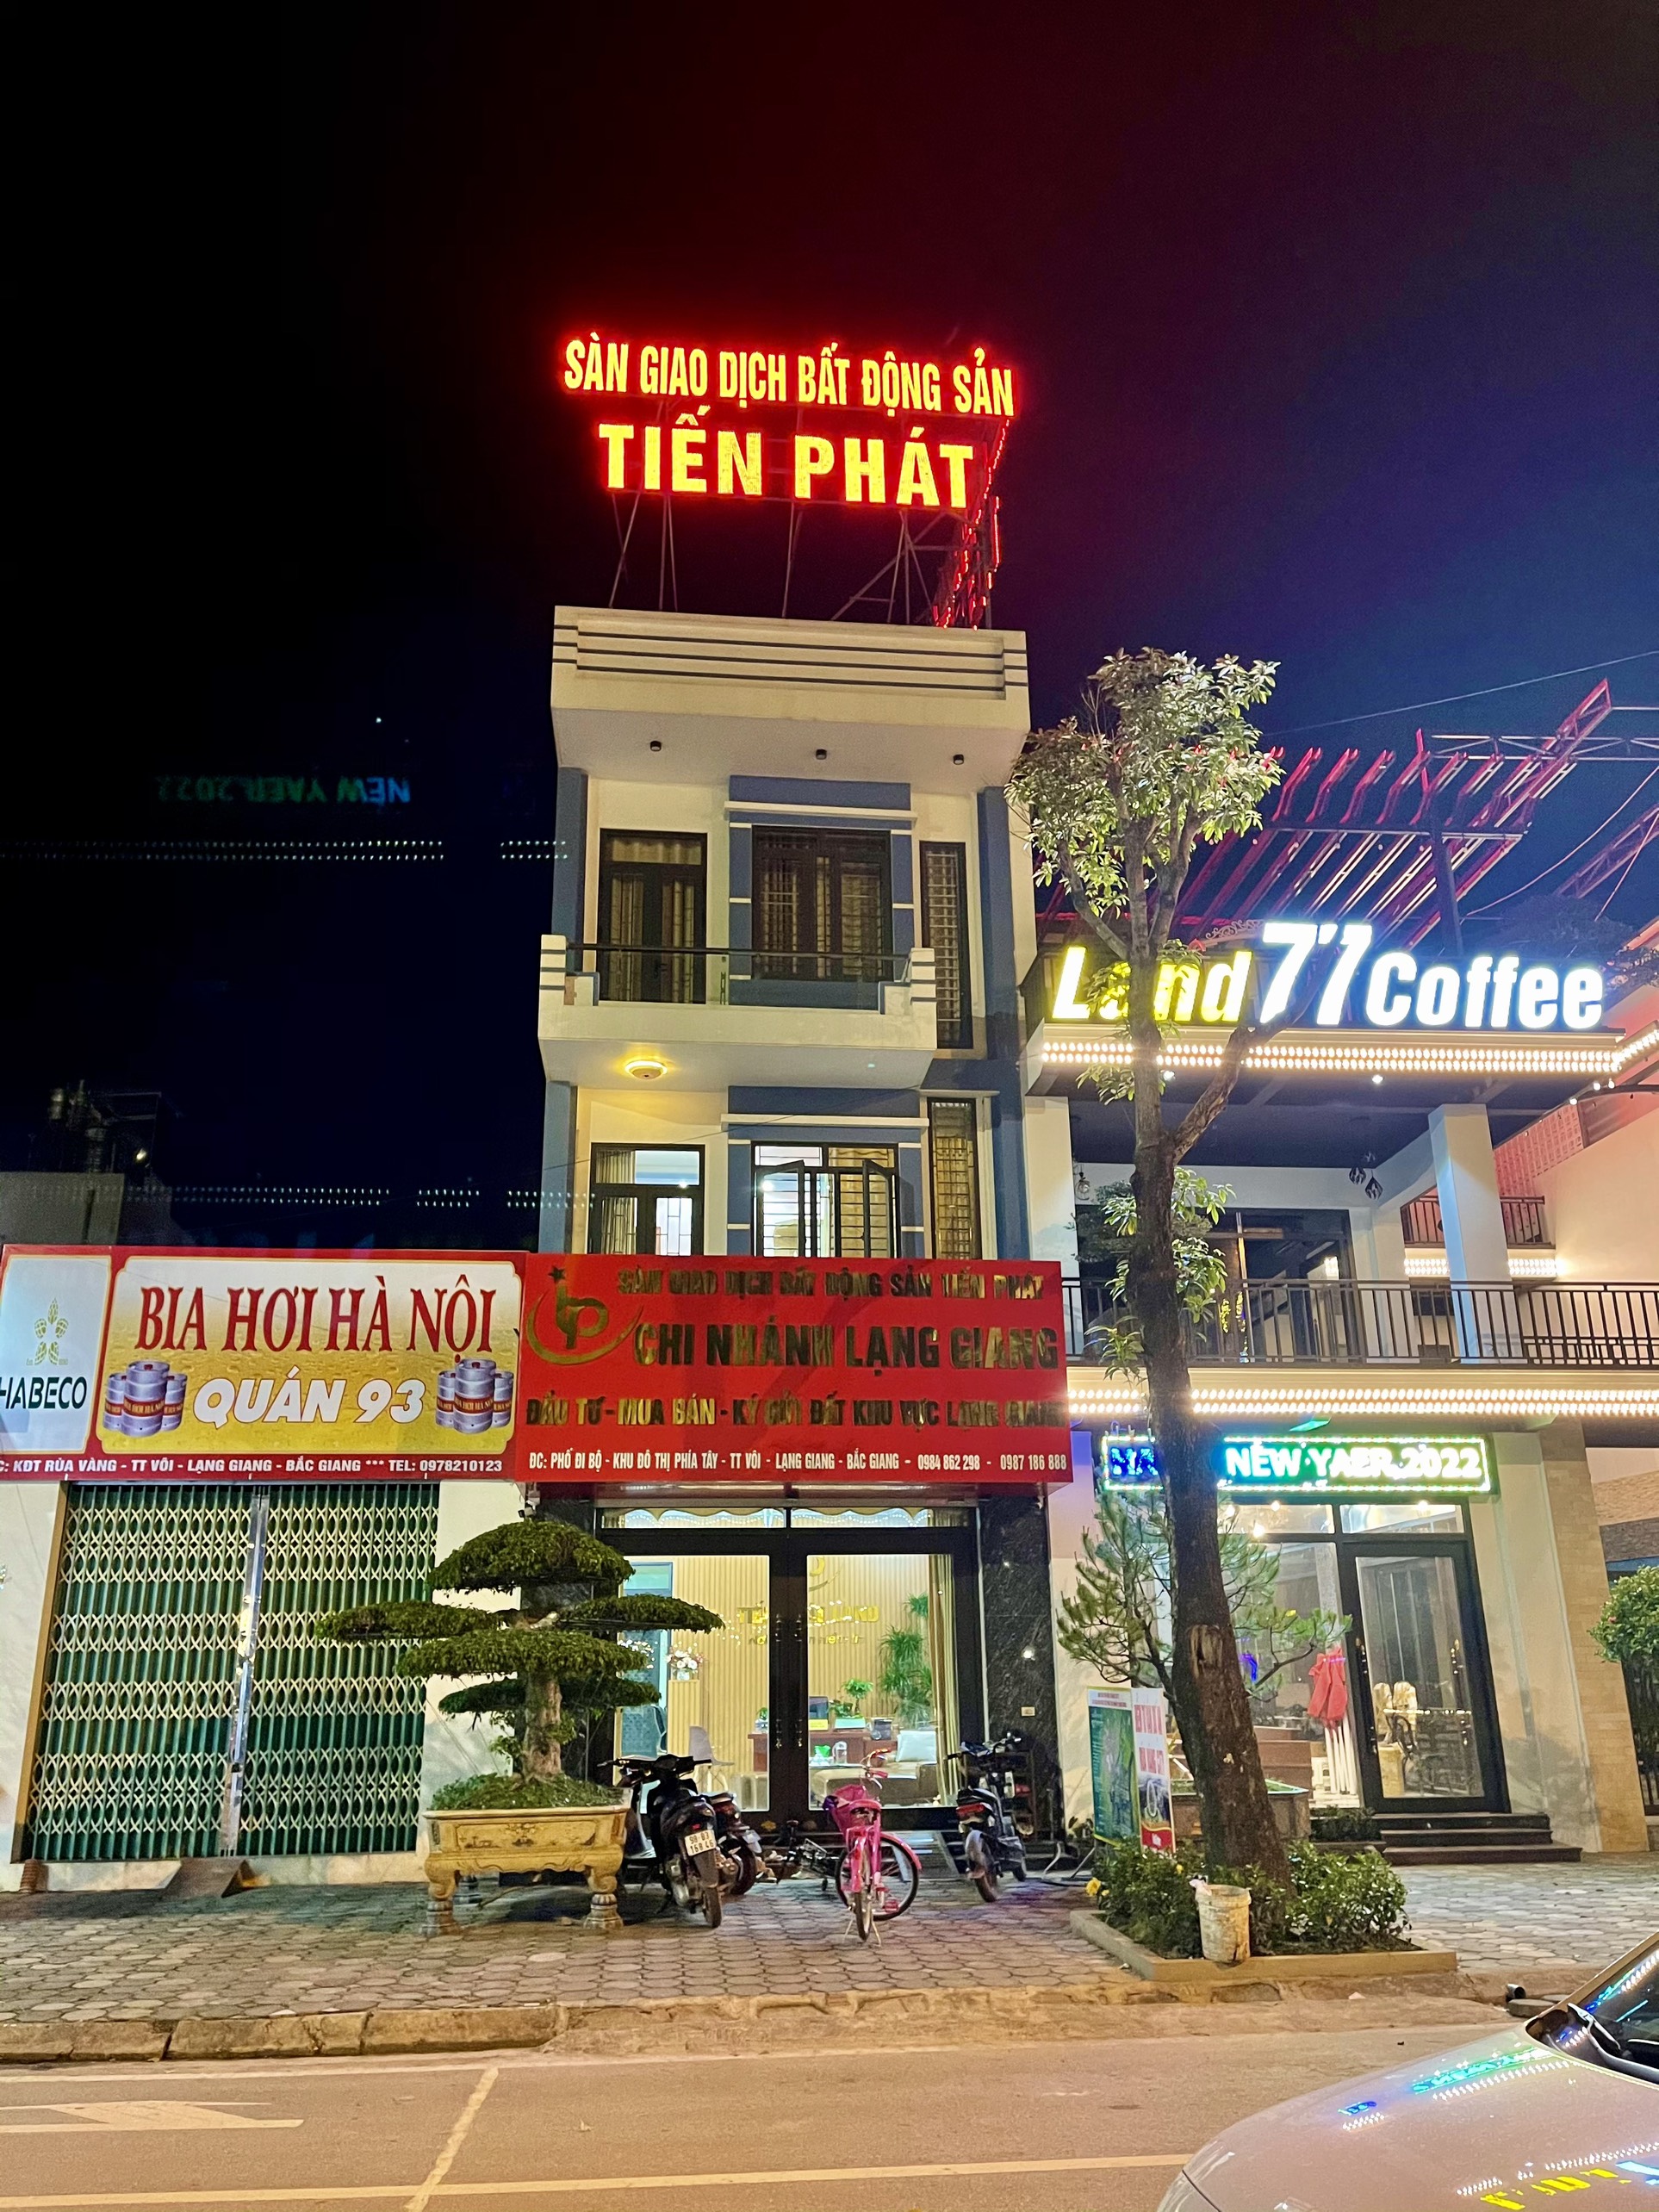 SÀN GIAO DỊCH BẤT ĐỘNG SẢN
TIẾN PHÁT
Land 7'7 Coffee
HABECO
BIA HƠI HÀ NỘI
QUÁN 93
C: KĐT RÙA VÀNG - TT VÔI - LẠNG GIANG - BẮC GIANG *** TEL: 0978210123
SÀN GIAO DỊCH BẤT ĐỘNG SẢN TIẾN PHÁT
CHI NHÁNH LẠNG GIANG
ĐẦU TƯ - MUA BÁN - KÝ GỬI ĐẤT KHU VỰC LẠNG GIANG
ĐC: PHỐ ĐI BỘ - KHU ĐÔ THỊ PHÍA TÂY - TT VÔI - LẠNG GIANG - BẮC GIANG - 0984 862 298 - 0987 186 888
NEW YAER.2022